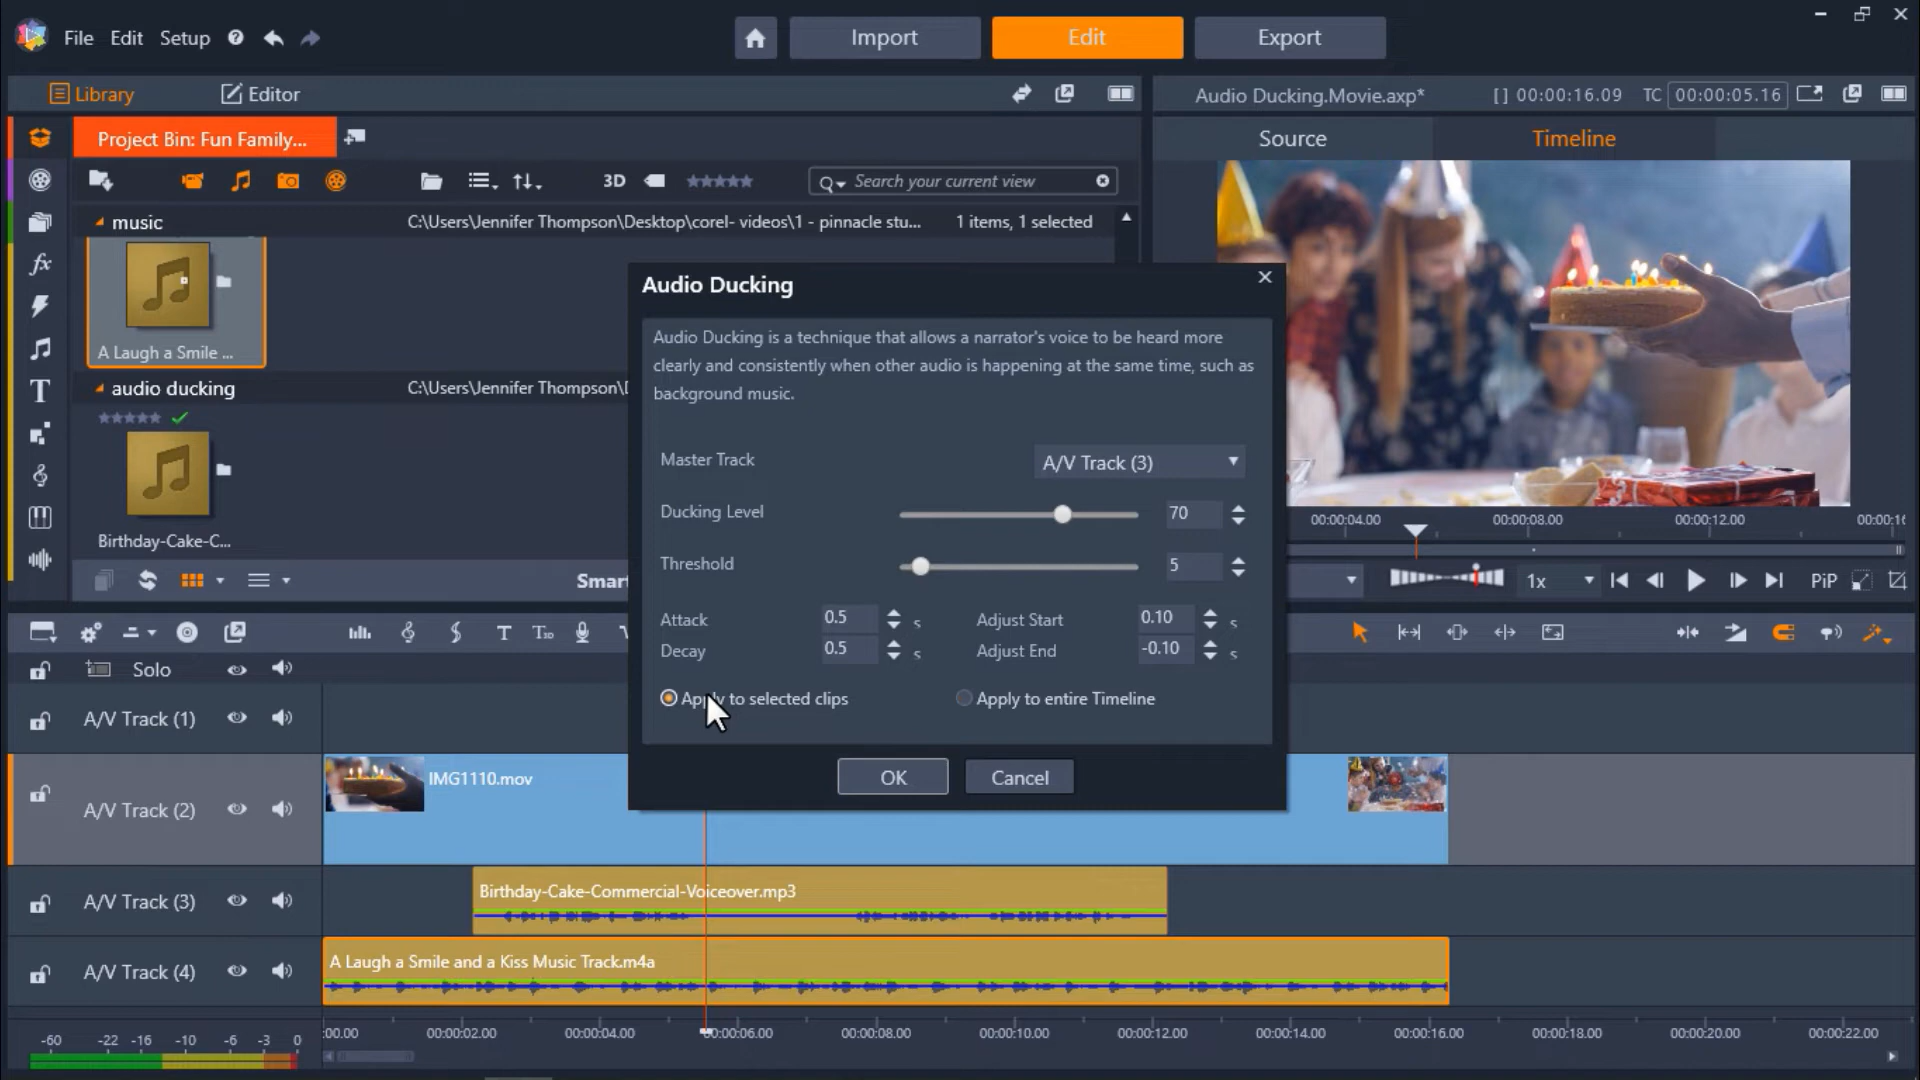 File Edit Setup
Import Edit Export
Library Editor
Audio Ducking.Movie.axp* [] 00:00:16.09 TC 00:00:05.16
Project Bin: Fun Family...
Source Timeline
3D Search your current view
music C:\Users\Jennifer Thompson\Desktop\corel- videos\1 - pinnacle stu... 1 items, 1 selected
A Laugh a Smile ...
audio ducking C:\Users\Jennifer Thompson\
Birthday-Cake-C...
Smar
Audio Ducking
Audio Ducking is a technique that allows a narrator's voice to be heard more
clearly and consistently when other audio is happening at the same time, such as
background music.
Master Track A/V Track (3)
Ducking Level 70
Threshold 5
Attack 0.5 s Adjust Start 0.10 s
Decay 0.5 s Adjust End -0.10 s
Apply to selected clips Apply to entire Timeline
OK Cancel
00:00:04.00 00:00:08.00 00:00:12.00 00:00:16
1x PiP
Solo
A/V Track (1)
A/V Track (2) IMG1110.mov
A/V Track (3) Birthday-Cake-Commercial-Voiceover.mp3
A/V Track (4) A Laugh a Smile and a Kiss Music Track.m4a
-60 -22 -16 -10 -6 -3 0
:00.00 00:00:02.00 00:00:04.00 00:00:06.00 00:00:08.00 00:00:10.00 00:00:12.00 00:00:14.00 00:00:16.00 00:00:18.00 00:00:20.00 00:00:22.00